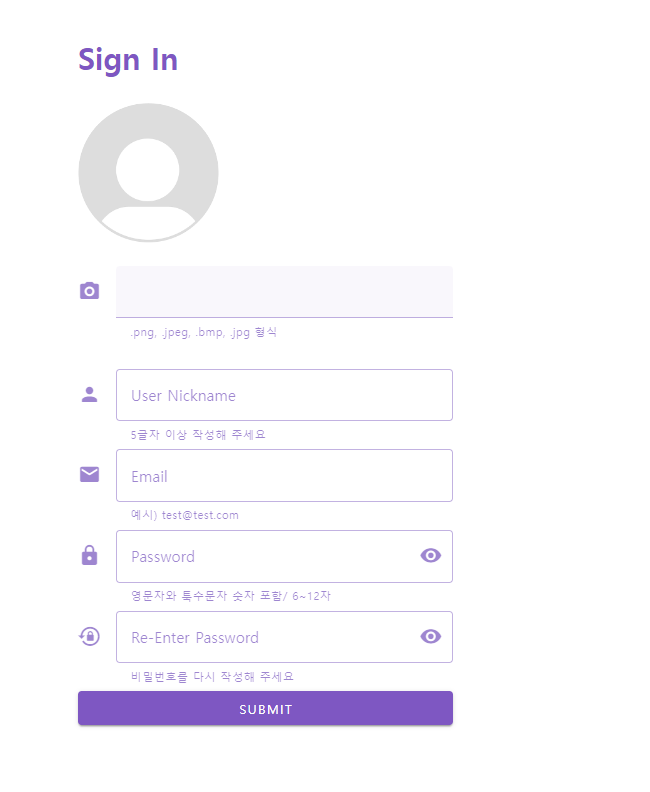 Sign In
.png, .jpeg, .bmp, .jpg 형식
User Nickname
5글자 이상 작성해 주세요
Email
예시) test@test.com
Password
영문자와 특수문자 숫자 포함/ 6~12자
Re-Enter Password
비밀번호를 다시 작성해 주세요
SUBMIT